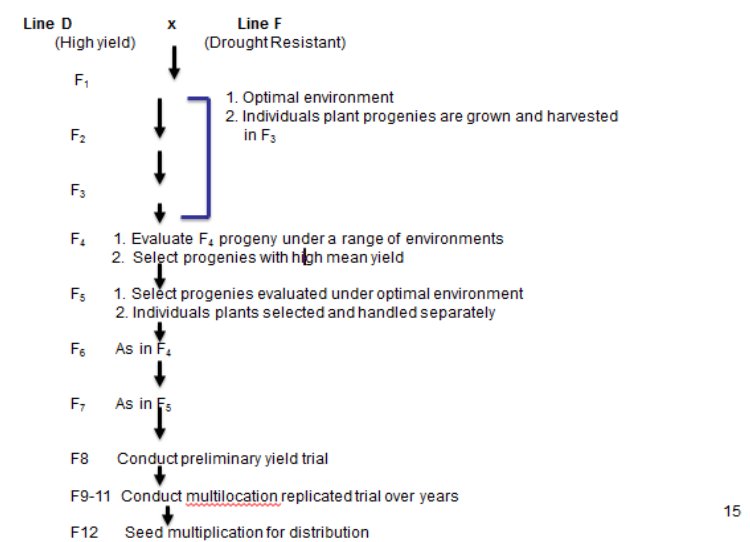 Line D x Line F
(High yield) (Drought Resistant)
F₁
1. Optimal environment
2. Individuals plant progenies are grown and harvested
in F₃
F₂
F₃
F₄ 1. Evaluate F₄ progeny under a range of environments
2. Select progenies with high mean yield
F₅ 1. Select progenies evaluated under optimal environment
2. Individuals plants selected and handled separately
F₆ As in F₄
F₇ As in F₅
F8 Conduct preliminary yield trial
F9-11 Conduct multilocation replicated trial over years
15
F12 Seed multiplication for distribution